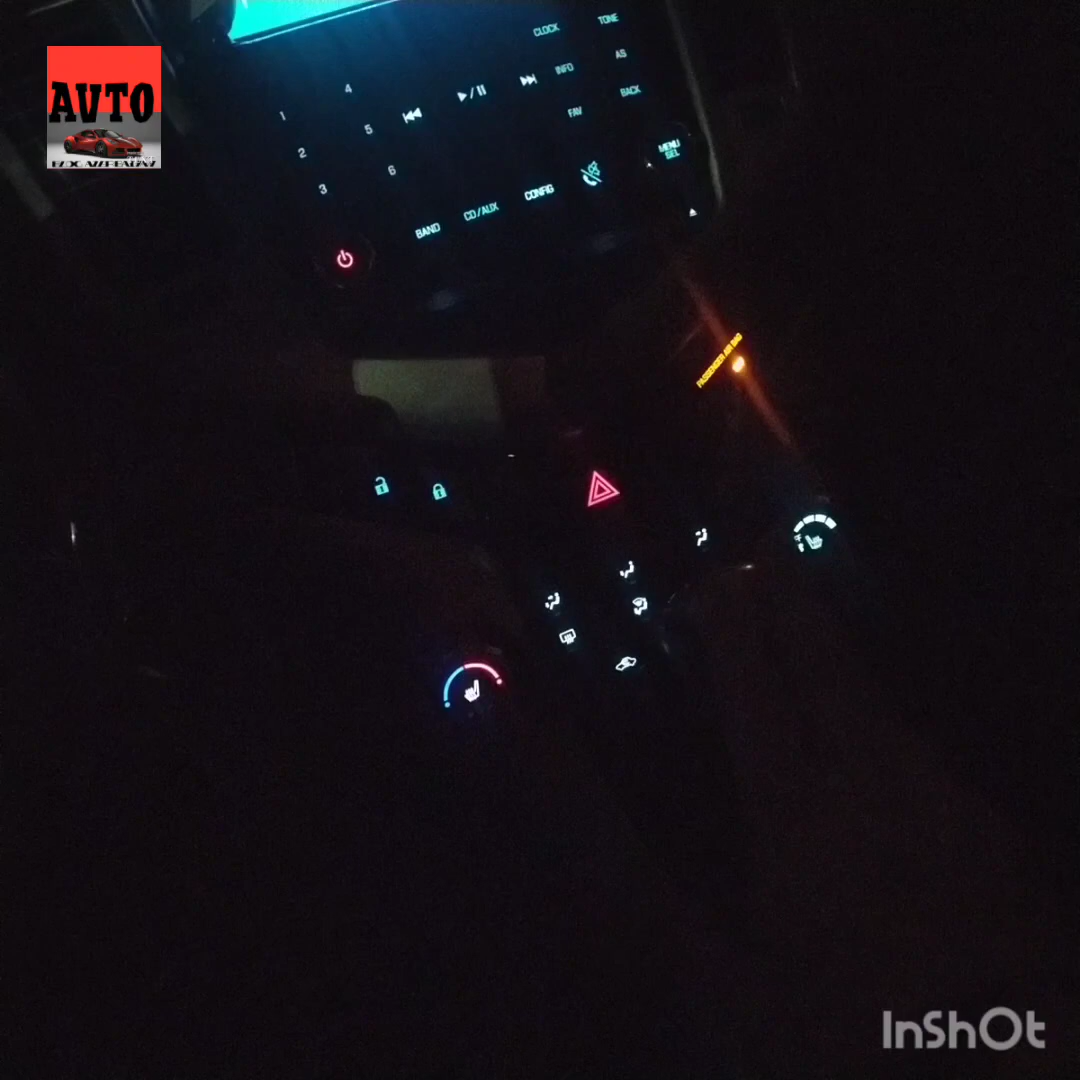 AVTO
CLOCK
TONE
1
4
INFO
AS
2
5
FAV
BACK
3
6
MENU
SEL
BAND
CD/AUX
CONFIG
PASSENGER AIR BAG
InShOt